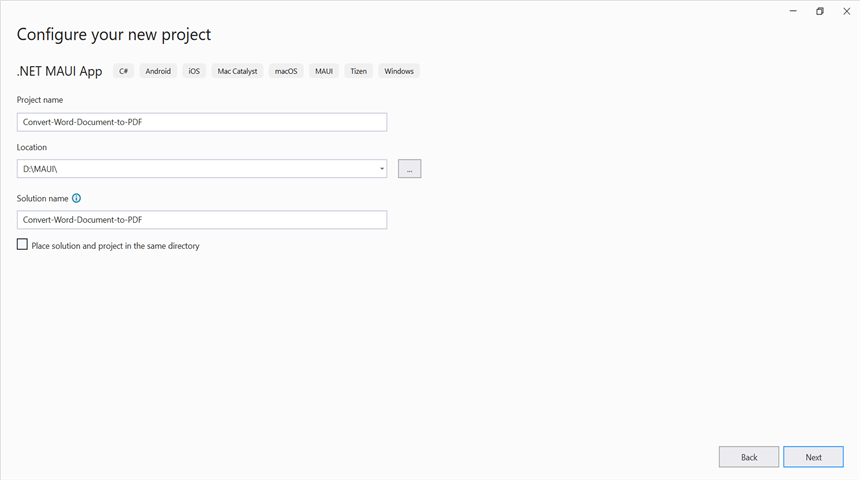 Configure your new project
.NET MAUI App C# Android iOS Mac Catalyst macOS MAUI Tizen Windows
Project name
Convert-Word-Document-to-PDF
Location
D:\MAUI\
...
Solution name
Convert-Word-Document-to-PDF
Place solution and project in the same directory
Back Next